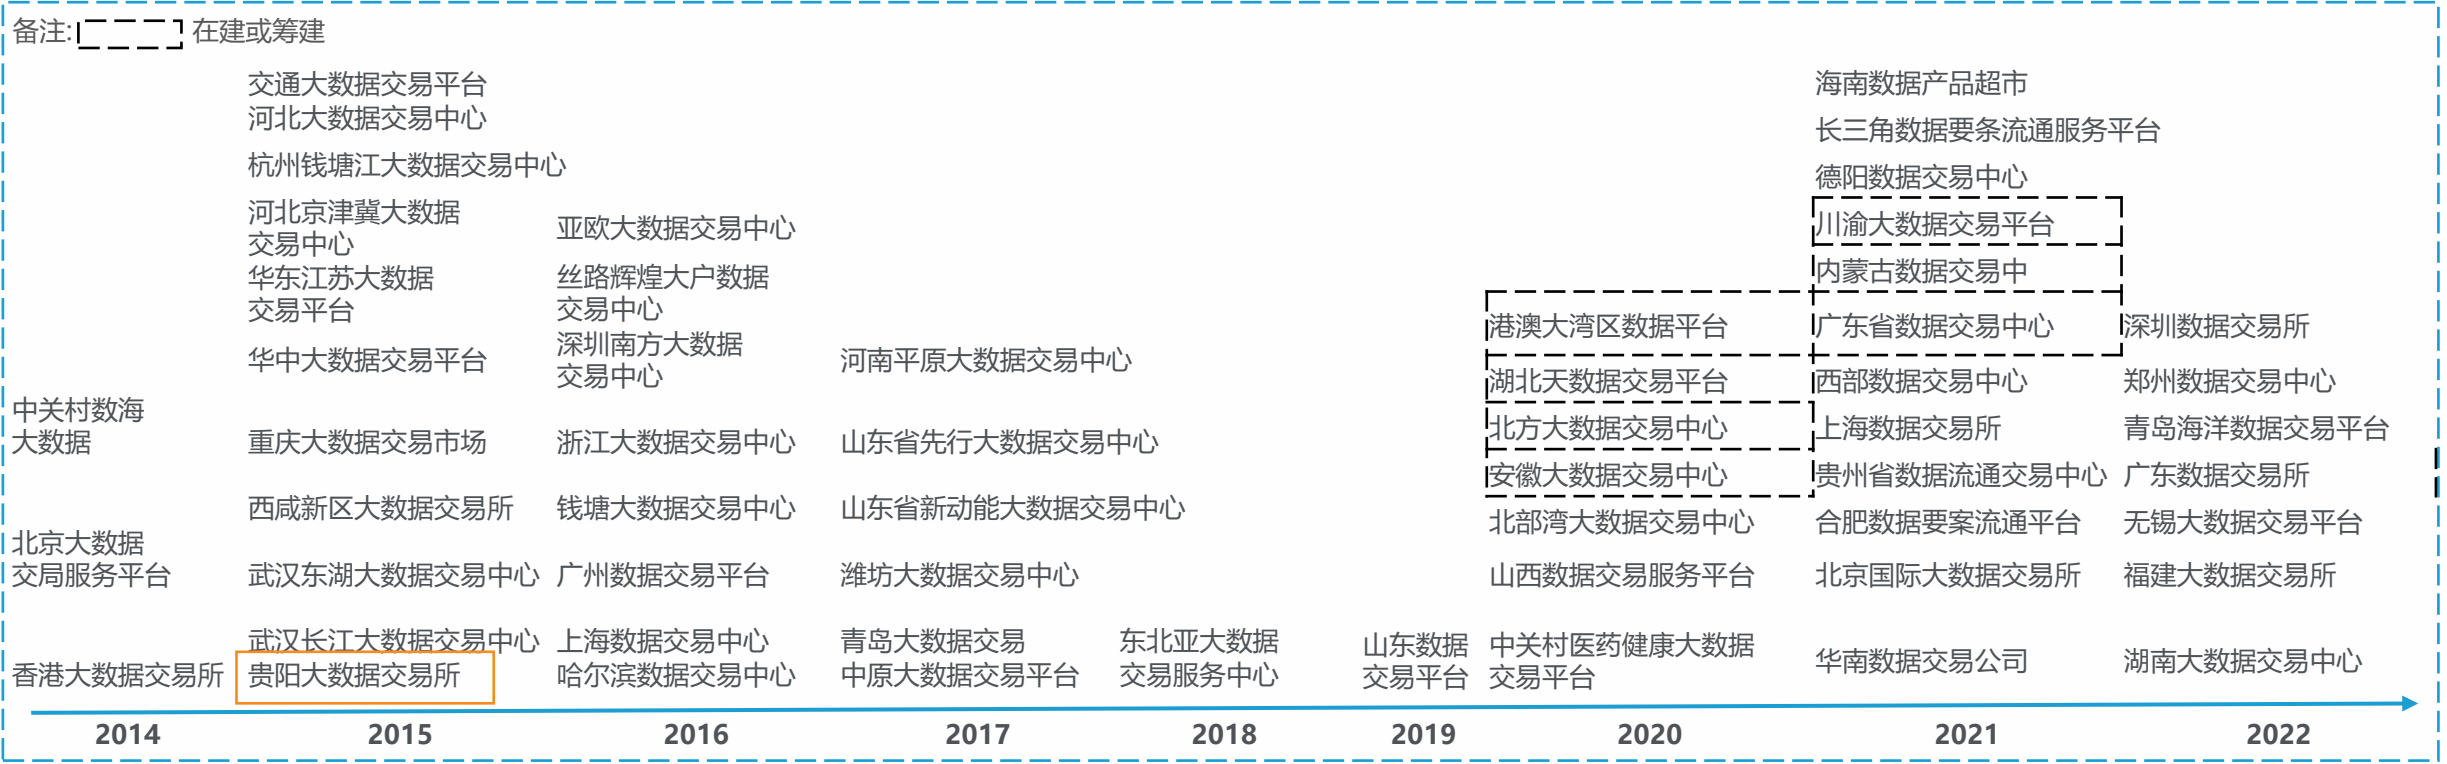 备注: 在建或筹建
交通大数据交易平台
河北大数据交易中心
杭州钱塘江大数据交易中心
河北京津冀大数据
交易中心
华东江苏大数据
交易平台
华中大数据交易平台
重庆大数据交易市场
西咸新区大数据交易所
武汉东湖大数据交易中心
武汉长江大数据交易中心
贵阳大数据交易所
中关村数海
大数据
北京大数据
交局服务平台
香港大数据交易所
亚欧大数据交易中心
丝路辉煌大户数据
交易中心
深圳南方大数据
交易中心
浙江大数据交易中心
钱塘大数据交易中心
广州数据交易平台
上海数据交易中心
哈尔滨数据交易中心
河南平原大数据交易中心
山东省先行大数据交易中心
山东省新动能大数据交易中心
潍坊大数据交易中心
青岛大数据交易
中原大数据交易平台
东北亚大数据
交易服务中心
山东数据
交易平台
港澳大湾区数据平台
湖北天数据交易平台
北方大数据交易中心
安徽大数据交易中心
北部湾大数据交易中心
山西数据交易服务平台
中关村医药健康大数据
交易平台
海南数据产品超市
长三角数据要条流通服务平台
德阳数据交易中心
川渝大数据交易平台
内蒙古数据交易中
广东省数据交易中心
西部数据交易中心
上海数据交易所
贵州省数据流通交易中心
合肥数据要案流通平台
北京国际大数据交易所
华南数据交易公司
深圳数据交易所
郑州数据交易中心
青岛海洋数据交易平台
广东数据交易所
无锡大数据交易平台
福建大数据交易所
湖南大数据交易中心
2014 2015 2016 2017 2018 2019 2020 2021 2022